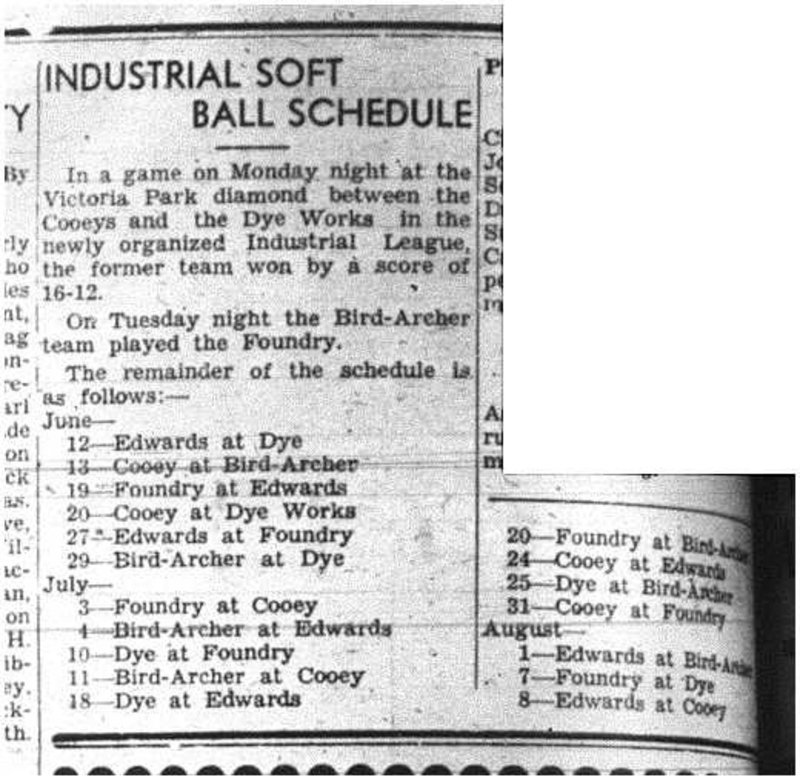 INDUSTRIAL SOFT
BALL SCHEDULE
In a game on Monday night at the
Victoria Park diamond between the
Cooeys and the Dye Works in the
newly organized Industrial League,
the former team won by a score of
16-12.
On Tuesday night the Bird-Archer
team played the Foundry.
The remainder of the schedule is
as follows:—
June—
12—Edwards at Dye
13—Cooey at Bird-Archer
19—Foundry at Edwards
20—Cooey at Dye Works
27—Edwards at Foundry
29—Bird-Archer at Dye
July—
3—Foundry at Cooey
4—Bird-Archer at Edwards
10—Dye at Foundry
11—Bird-Archer at Cooey
18—Dye at Edwards
20—Foundry at Bird-Archer
24—Cooey at Edwards
25—Dye at Bird-Archer
31—Cooey at Foundry
August—
1—Edwards at Bird-Archer
7—Foundry at Dye
8—Edwards at Cooey